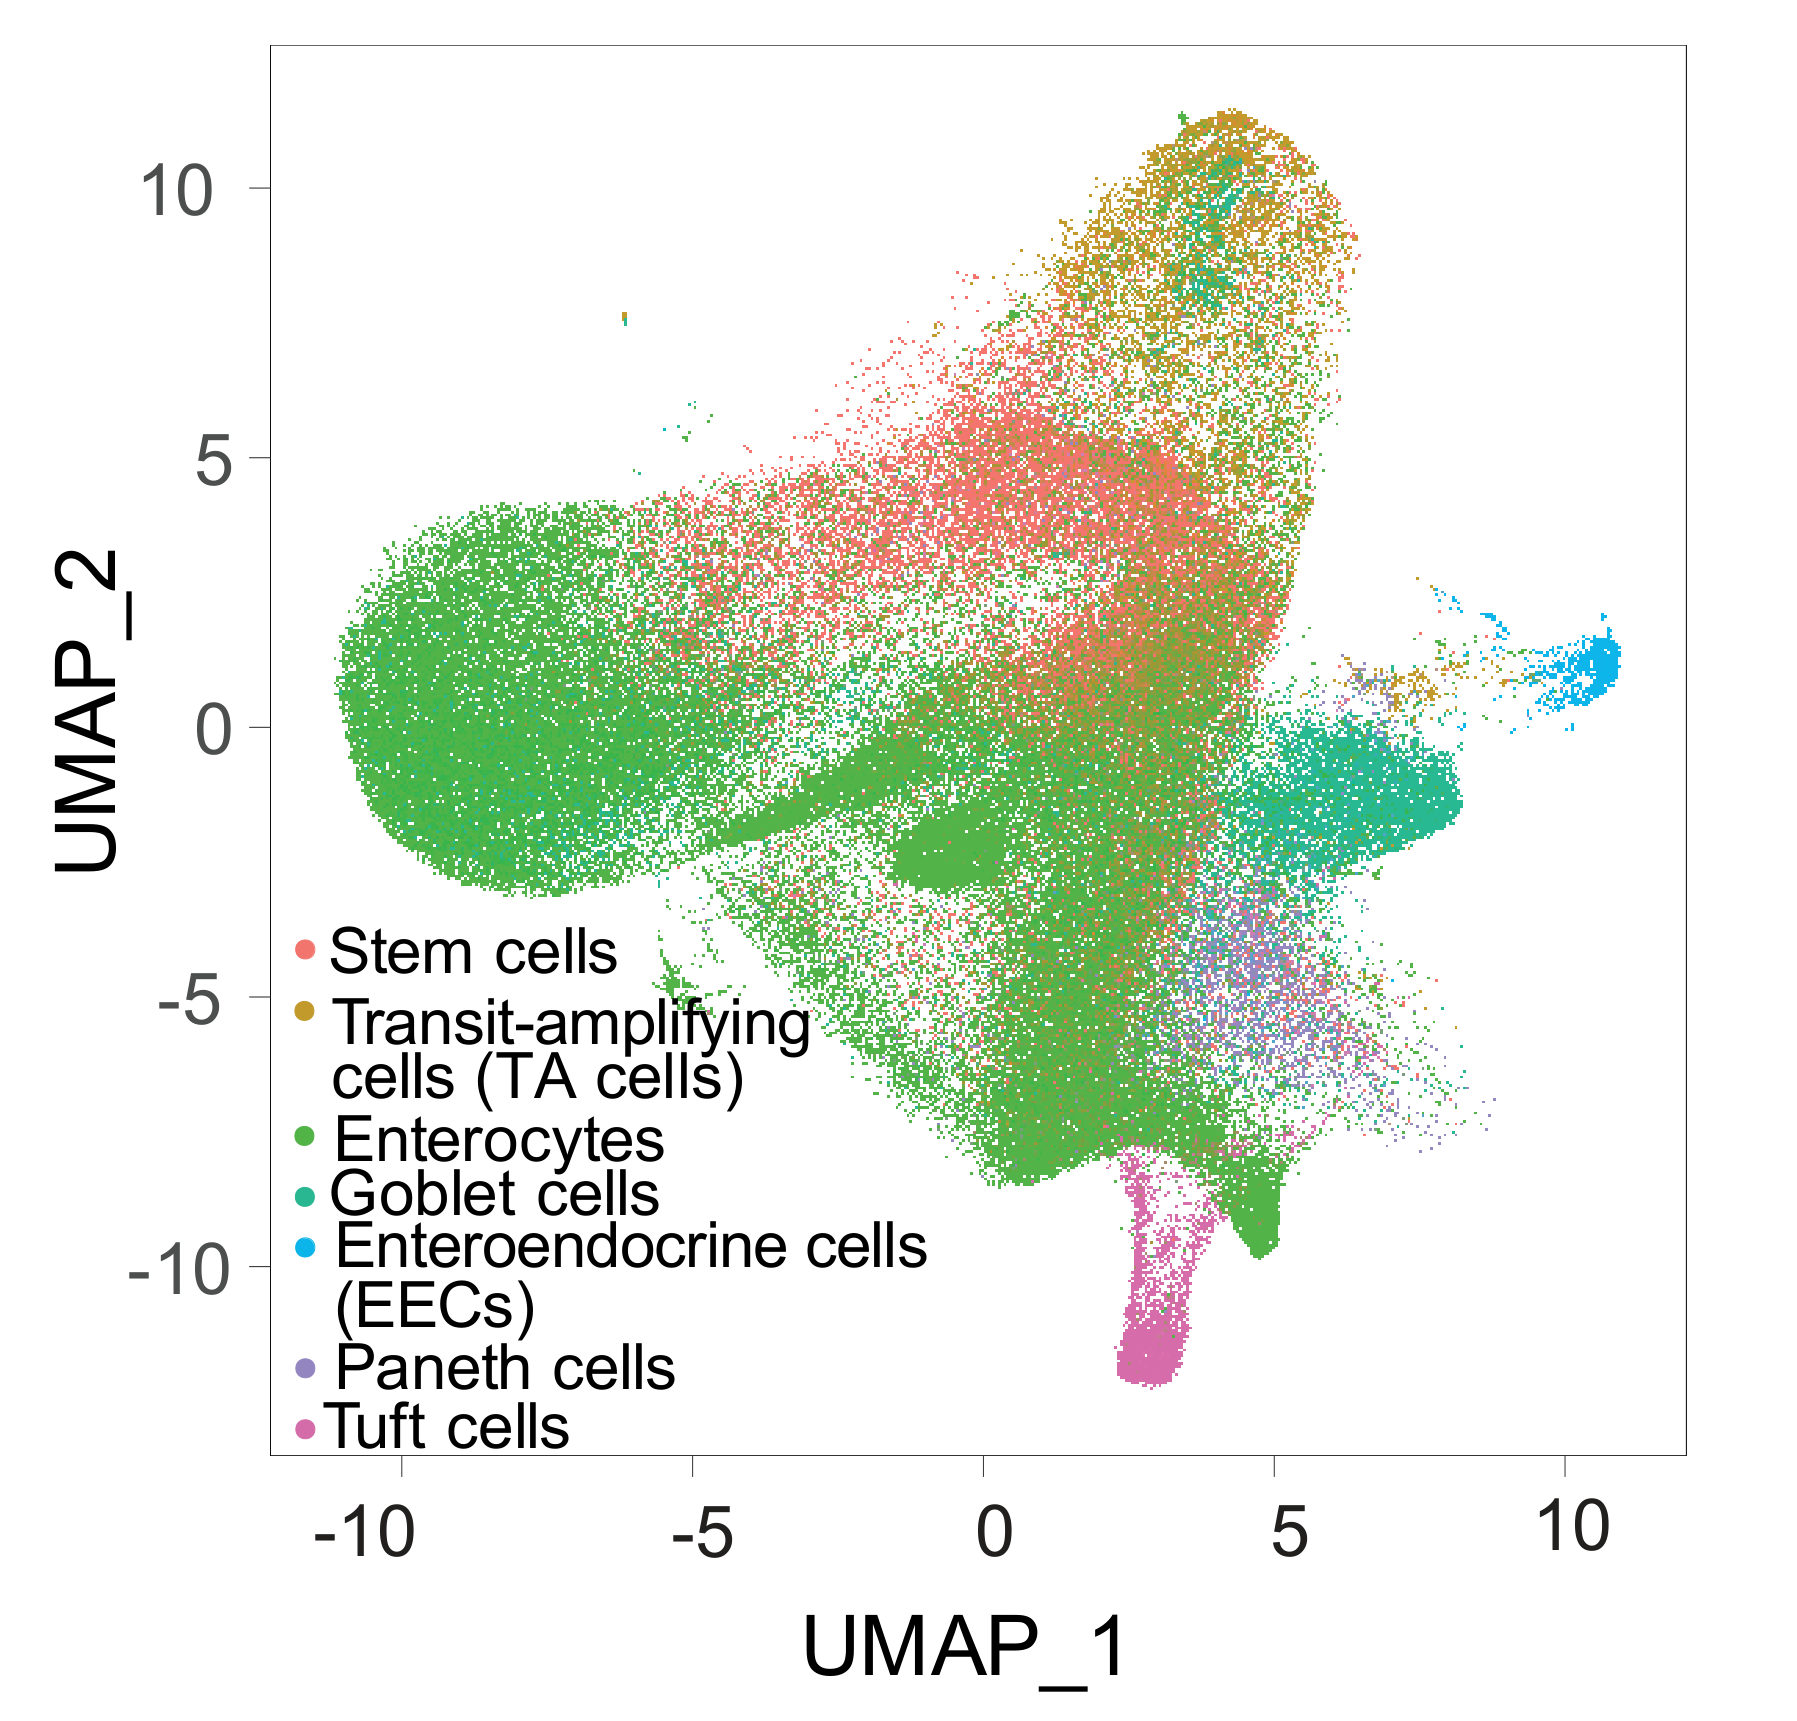 UMAP_2
10
5
0
-5
-10
Stem cells
Transit-amplifying
cells (TA cells)
Enterocytes
Goblet cells
Enteroendocrine cells
(EECs)
Paneth cells
Tuft cells
-10 -5 0 5 10
UMAP_1